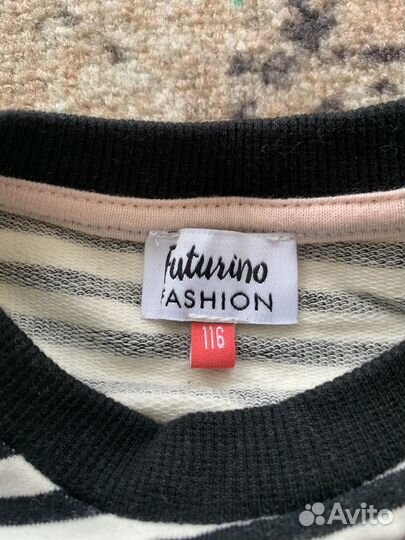 Futurino
FASHION
116
Avito